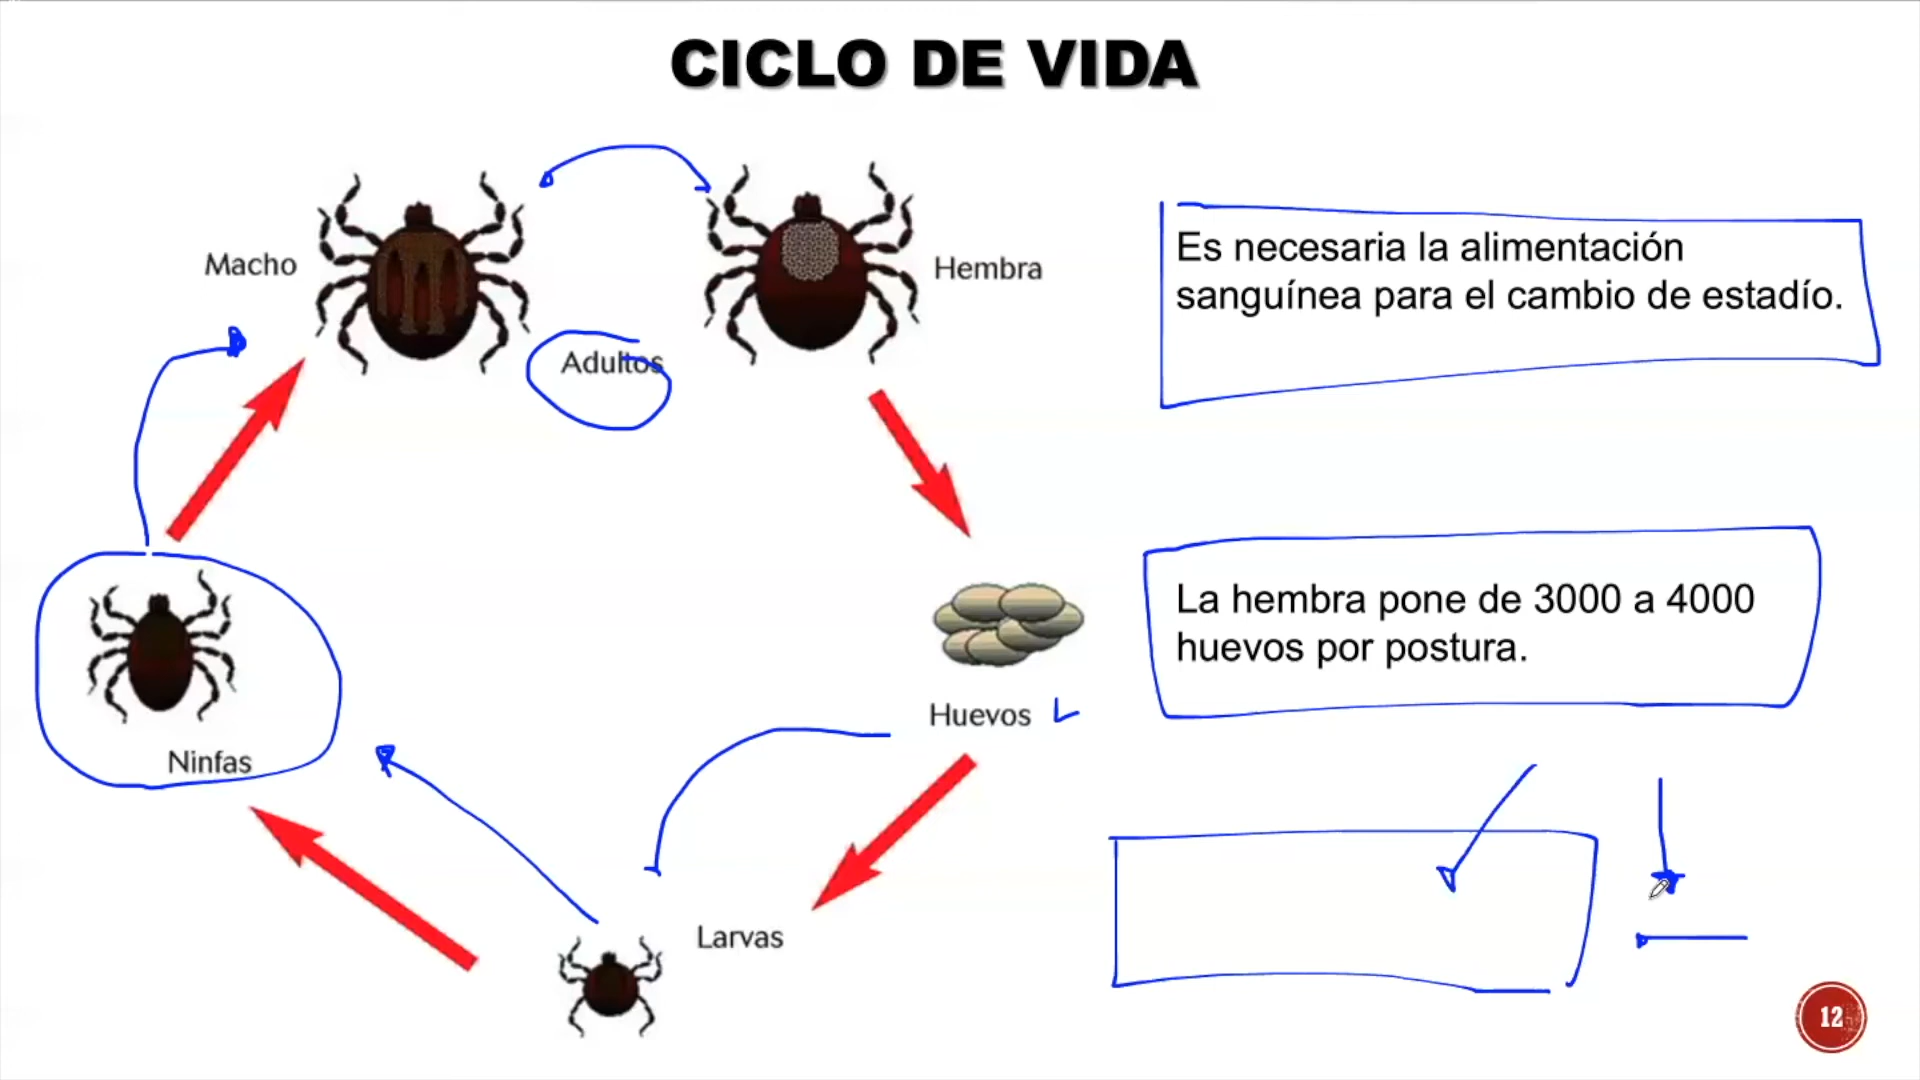 CICLO DE VIDA
Macho
Hembra
Adultos
Es necesaria la alimentación
sanguínea para el cambio de estadío.
La hembra pone de 3000 a 4000
huevos por postura.
Huevos
Ninfas
Larvas
12